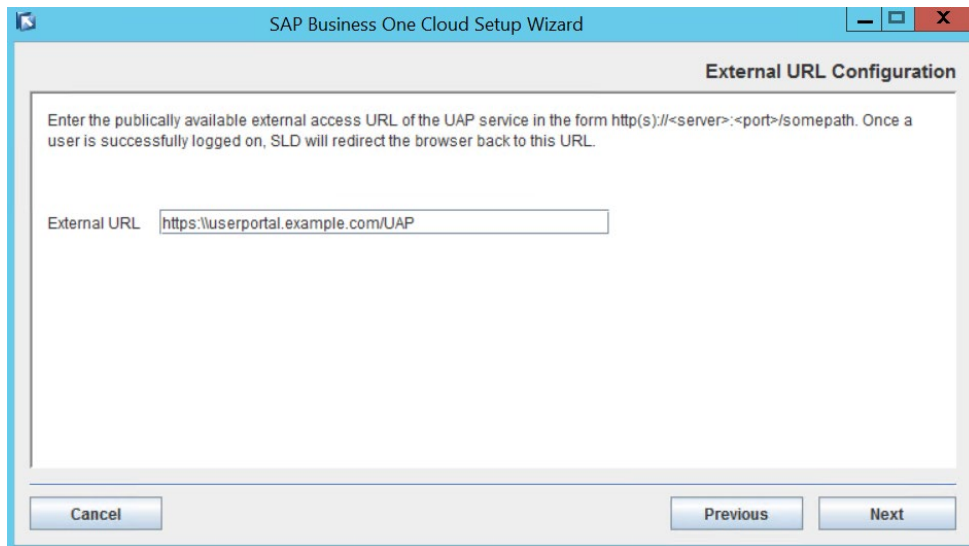 SAP Business One Cloud Setup Wizard
External URL Configuration
Enter the publically available external access URL of the UAP service in the form http(s)://<server>:<port>/somepath. Once a
user is successfully logged on, SLD will redirect the browser back to this URL.
External URL https:\\userportal.example.com/UAP
Cancel Previous Next